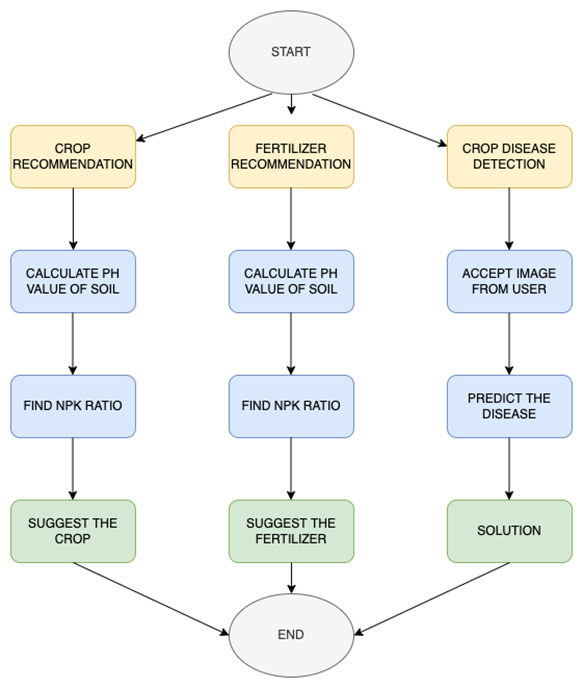 START
CROP
RECOMMENDATION
FERTILIZER
RECOMMENDATION
CROP DISEASE
DETECTION
CALCULATE PH
VALUE OF SOIL
CALCULATE PH
VALUE OF SOIL
ACCEPT IMAGE
FROM USER
FIND NPK RATIO
FIND NPK RATIO
PREDICT THE
DISEASE
SUGGEST THE
CROP
SUGGEST THE
FERTILIZER
SOLUTION
END